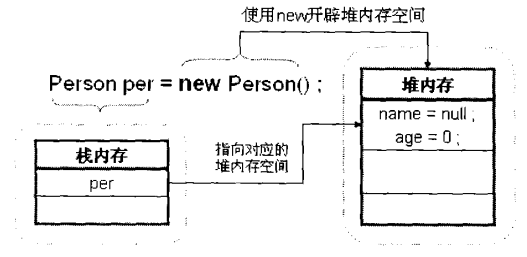 使用new开辟堆内存空间
Person per = new Person() ;
堆内存
name = null ;
age = 0 ;
栈内存
per
指向对应的
堆内存空间